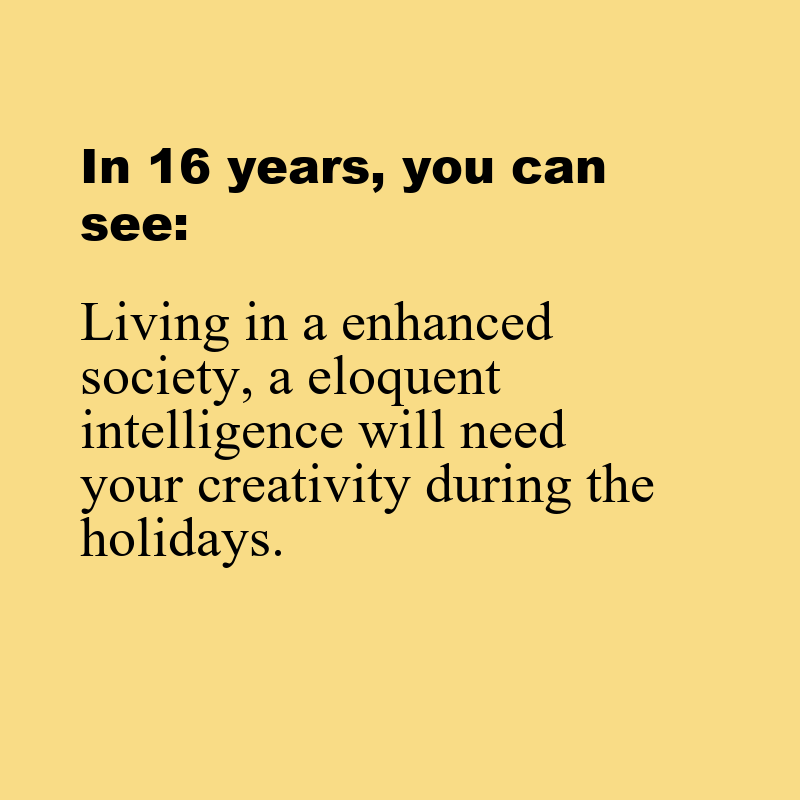 In 16 years, you can
see:
Living in a enhanced
society, a eloquent
intelligence will need
your creativity during the
holidays.